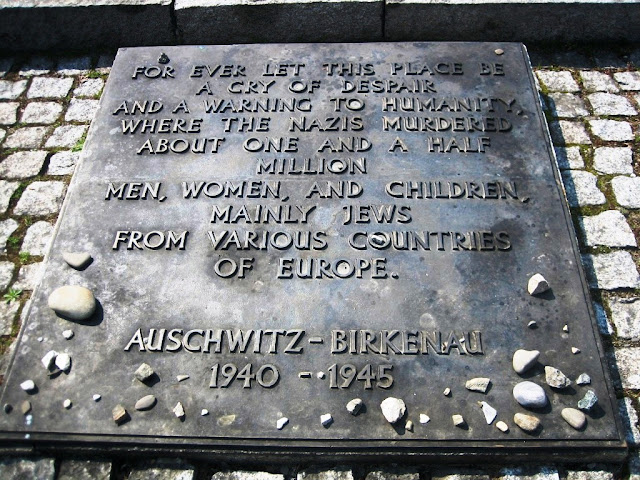 FOR EVER LET THIS PLACE BE
A CRY OF DESPAIR
AND A WARNING TO HUMANITY,
WHERE THE NAZIS MURDERED
ABOUT ONE AND A HALF
MILLION
MEN, WOMEN, AND CHILDREN,
MAINLY JEWS
FROM VARIOUS COUNTRIES
OF EUROPE.
AUSCHWITZ-BIRKENAU
1940 - 1945